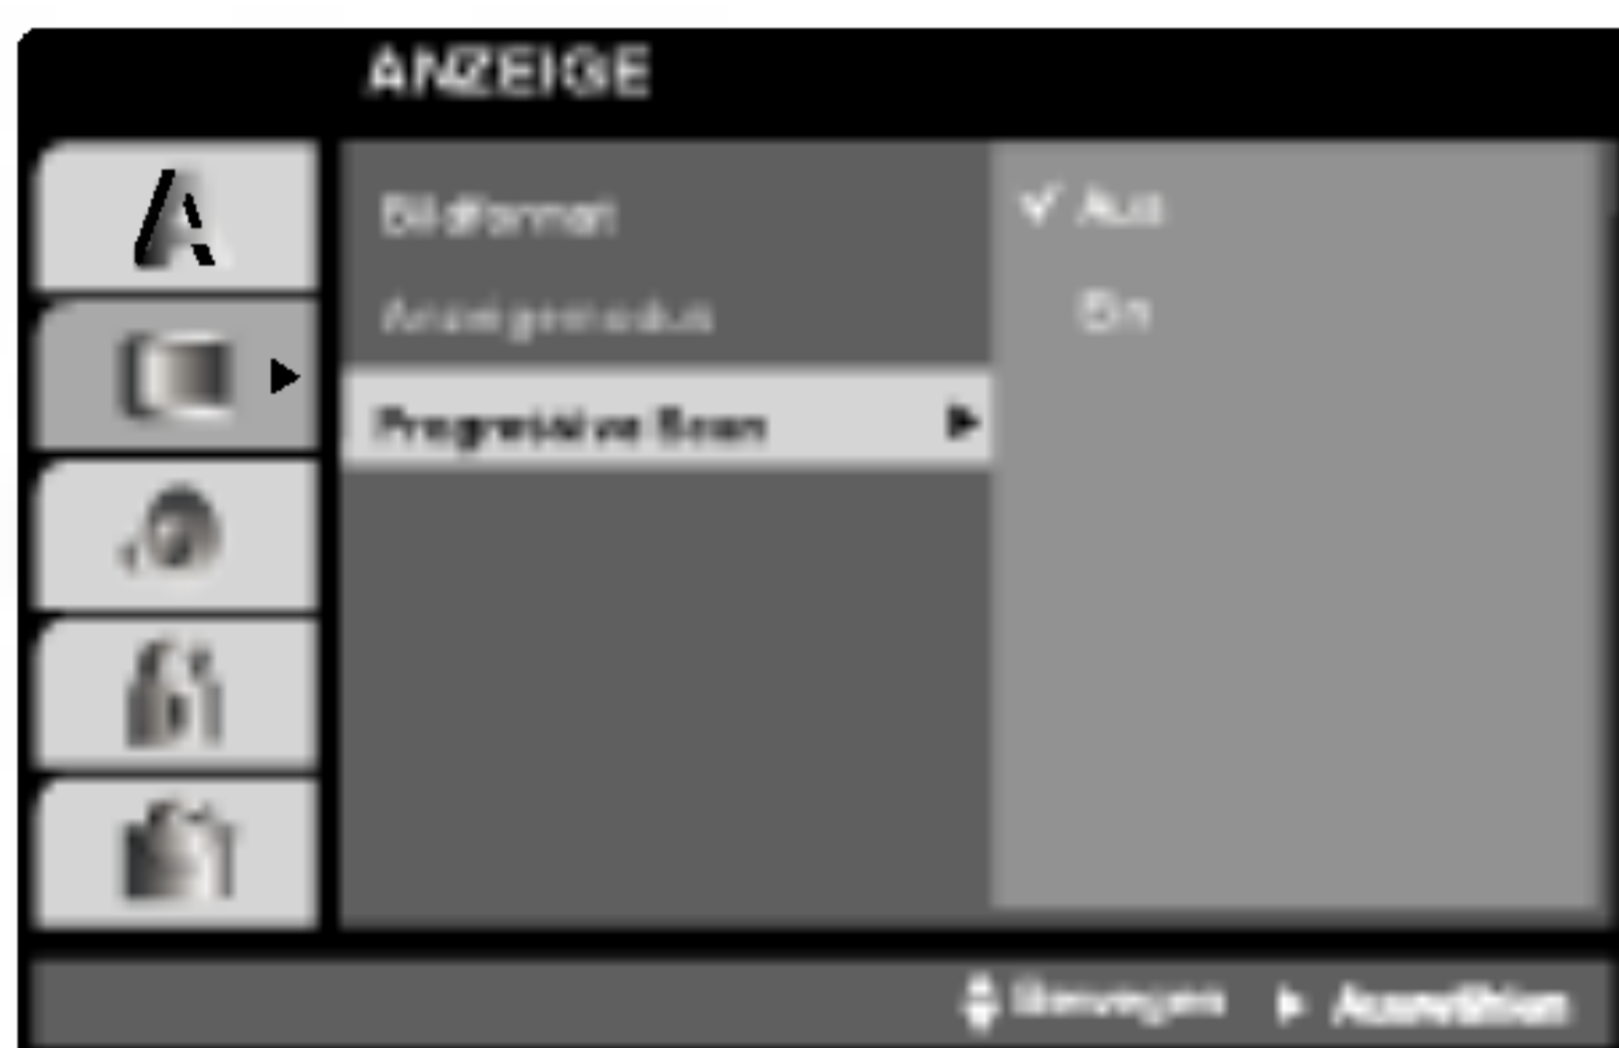 ANZEIGE
Bildformat
Anzeigemodus
Progressive Scan
Aus
Ein
Bewegen Auswählen